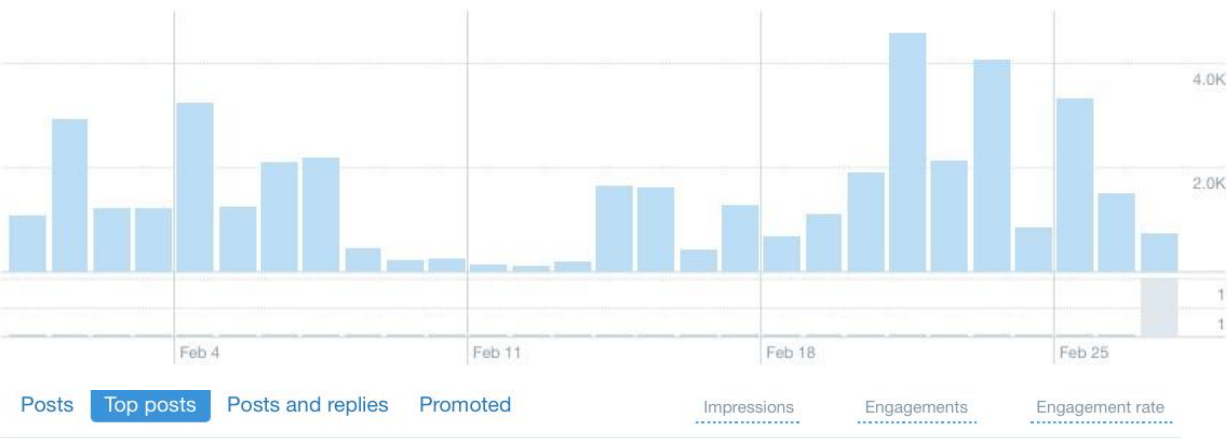 4.0K
2.0K
1
1
Feb 4 Feb 11 Feb 18 Feb 25
Posts Top posts Posts and replies Promoted Impressions Engagements Engagement rate